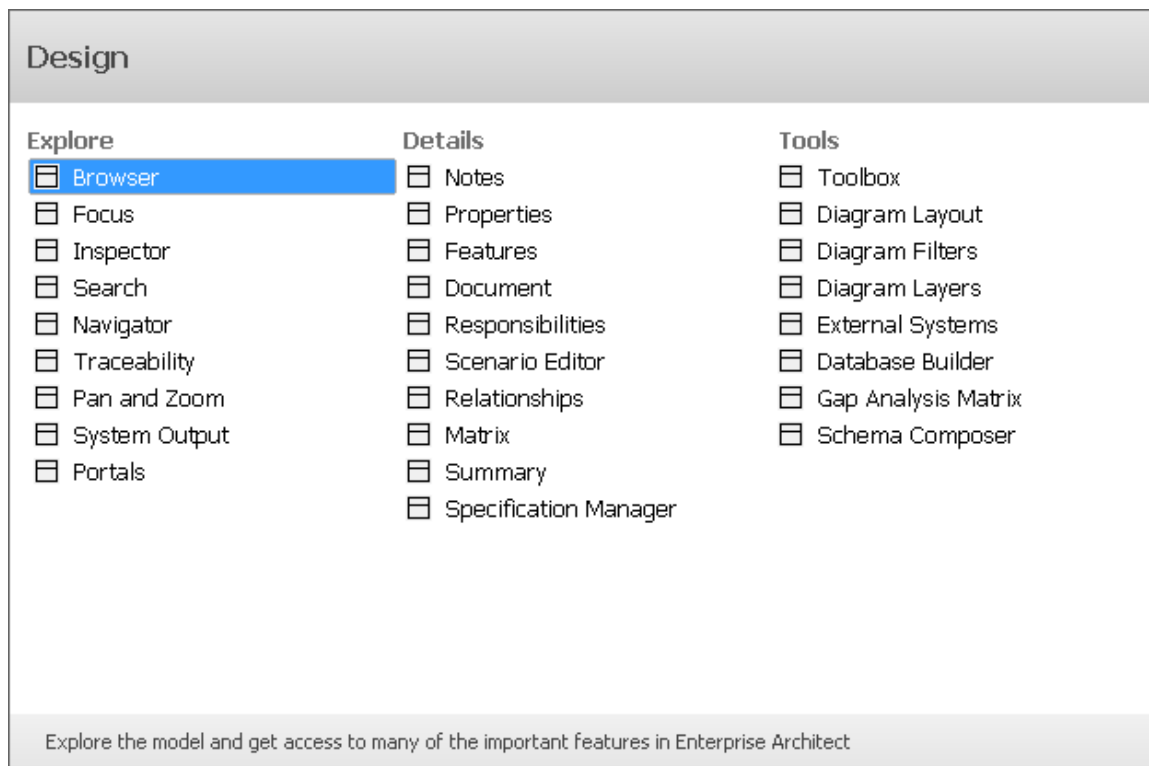 Design
Explore
Browser
Focus
Inspector
Search
Navigator
Traceability
Pan and Zoom
System Output
Portals
Details
Notes
Properties
Features
Document
Responsibilities
Scenario Editor
Relationships
Matrix
Summary
Specification Manager
Tools
Toolbox
Diagram Layout
Diagram Filters
Diagram Layers
External Systems
Database Builder
Gap Analysis Matrix
Schema Composer
Explore the model and get access to many of the important features in Enterprise Architect